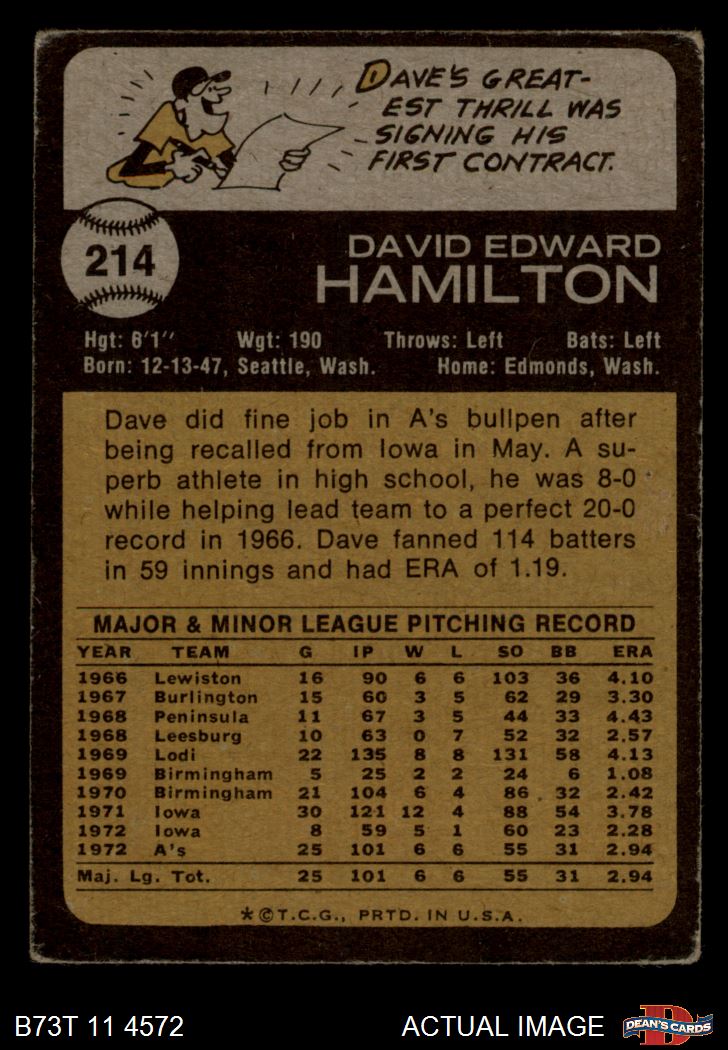 DAVE'S GREAT-
EST THRILL WAS
SIGNING HIS
FIRST CONTRACT.
214
DAVID EDWARD
HAMILTON
Hgt: 6'1" Wgt: 190 Throws: Left Bats: Left
Born: 12-13-47, Seattle, Wash. Home: Edmonds, Wash.
Dave did fine job in A's bullpen after
being recalled from Iowa in May. A su-
perb athlete in high school, he was 8-0
while helping lead team to a perfect 20-0
record in 1966. Dave fanned 114 batters
in 59 innings and had ERA of 1.19.
MAJOR & MINOR LEAGUE PITCHING RECORD
YEAR TEAM G IP W L SO BB ERA
1966 Lewiston 16 90 6 6 103 36 4.10
1967 Burlington 15 60 3 5 62 29 3.30
1968 Peninsula 11 67 3 5 44 33 4.43
1968 Leesburg 10 63 0 7 52 32 2.57
1969 Lodi 22 135 8 8 131 58 4.13
1969 Birmingham 5 25 2 2 24 6 1.08
1970 Birmingham 21 104 6 4 86 32 2.42
1971 Iowa 30 121 12 4 88 54 3.78
1972 Iowa 8 59 5 1 60 23 2.28
1972 A's 25 101 6 6 55 31 2.94
Maj. Lg. Tot. 25 101 6 6 55 31 2.94
*©T.C.G., PRTD. IN U.S.A.
B73T 11 4572 ACTUAL IMAGE D DEAN'S CARDS